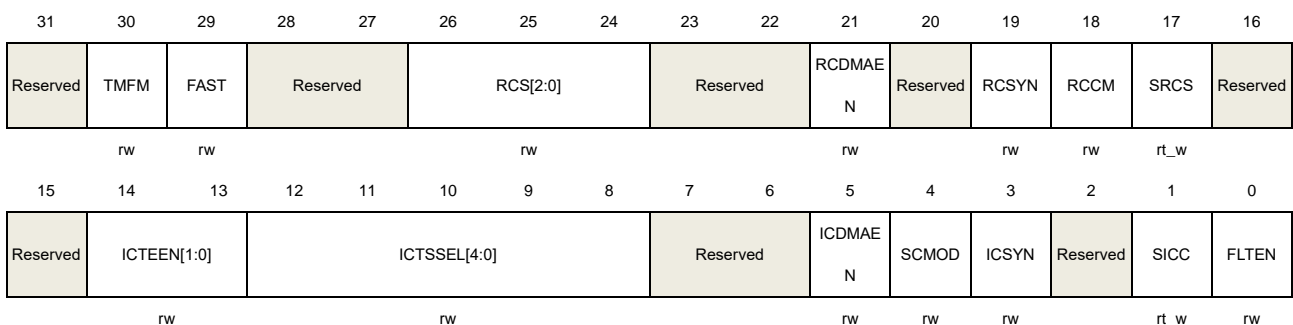 31 30 29 28 27 26 25 24 23 22 21 20 19 18 17 16
Reserved TMFM FAST Reserved RCS[2:0] Reserved RCDMAE Reserved RCSYN RCCM SRCS Reserved
N
rw rw rw rw rw rw rt_w
15 14 13 12 11 10 9 8 7 6 5 4 3 2 1 0
Reserved ICTEEN[1:0] ICTSSEL[4:0] Reserved ICDMAE SCMOD ICSYN Reserved SICC FLTEN
N
rw rw rw rw rw rt_w rw